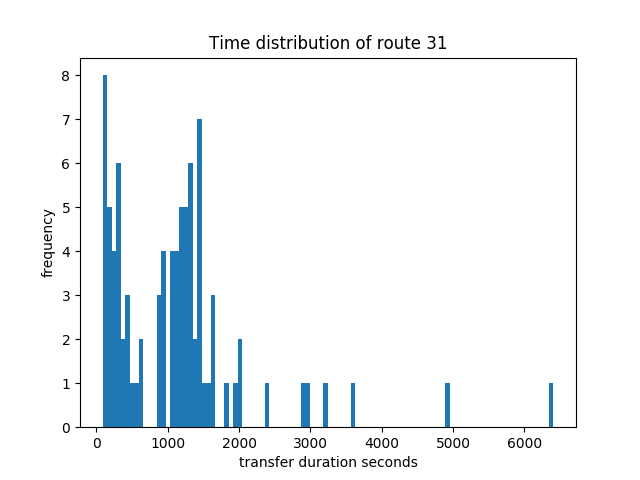 Time distribution of route 31
8
7
6
5
4
3
2
1
0
frequency
0 1000 2000 3000 4000 5000 6000
transfer duration seconds